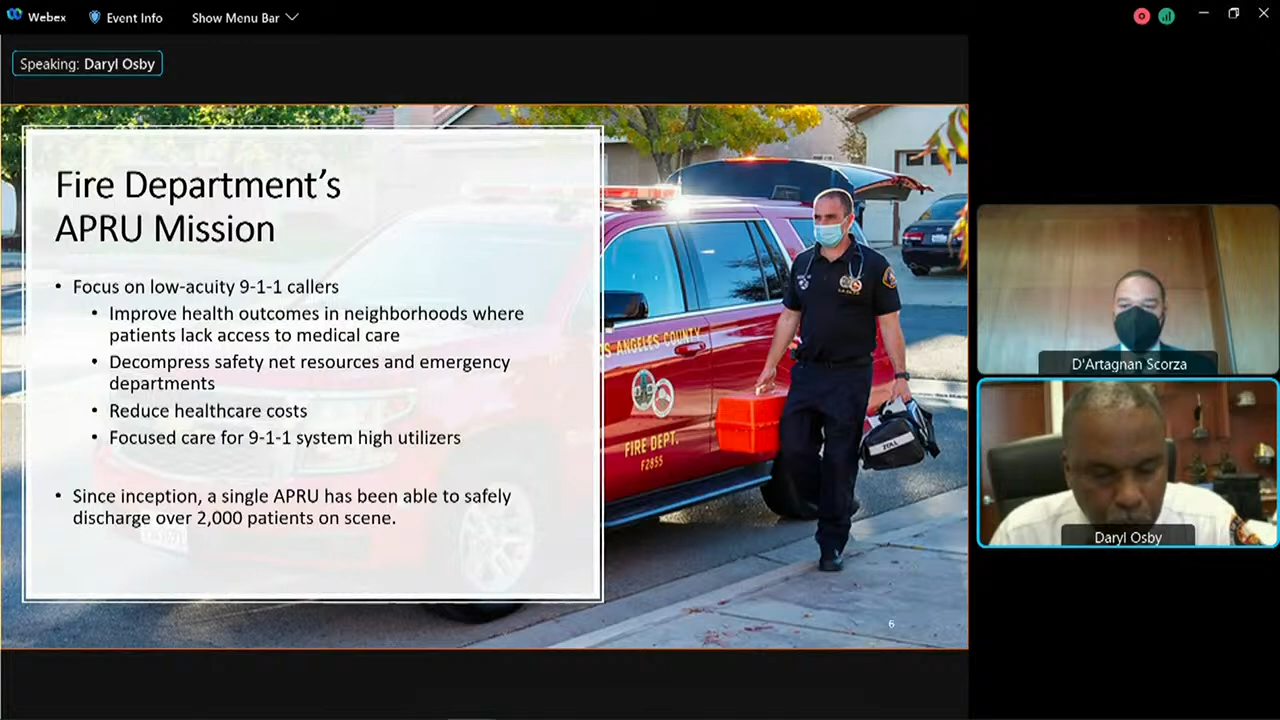 Webex
Event Info
Show Menu Bar
Speaking: Daryl Osby
Fire Department's
APRU Mission
• Focus on low-acuity 9-1-1 callers
• Improve health outcomes in neighborhoods where
patients lack access to medical care
• Decompress safety net resources and emergency
departments
• Reduce healthcare costs
• Focused care for 9-1-1 system high utilizers
• Since inception, a single APRU has been able to safely
discharge over 2,000 patients on scene.
S ANGELES COUNTY
FIRE DEPT.
F2855
ZOLL
6
D'Artagnan Scorza
Daryl Osby